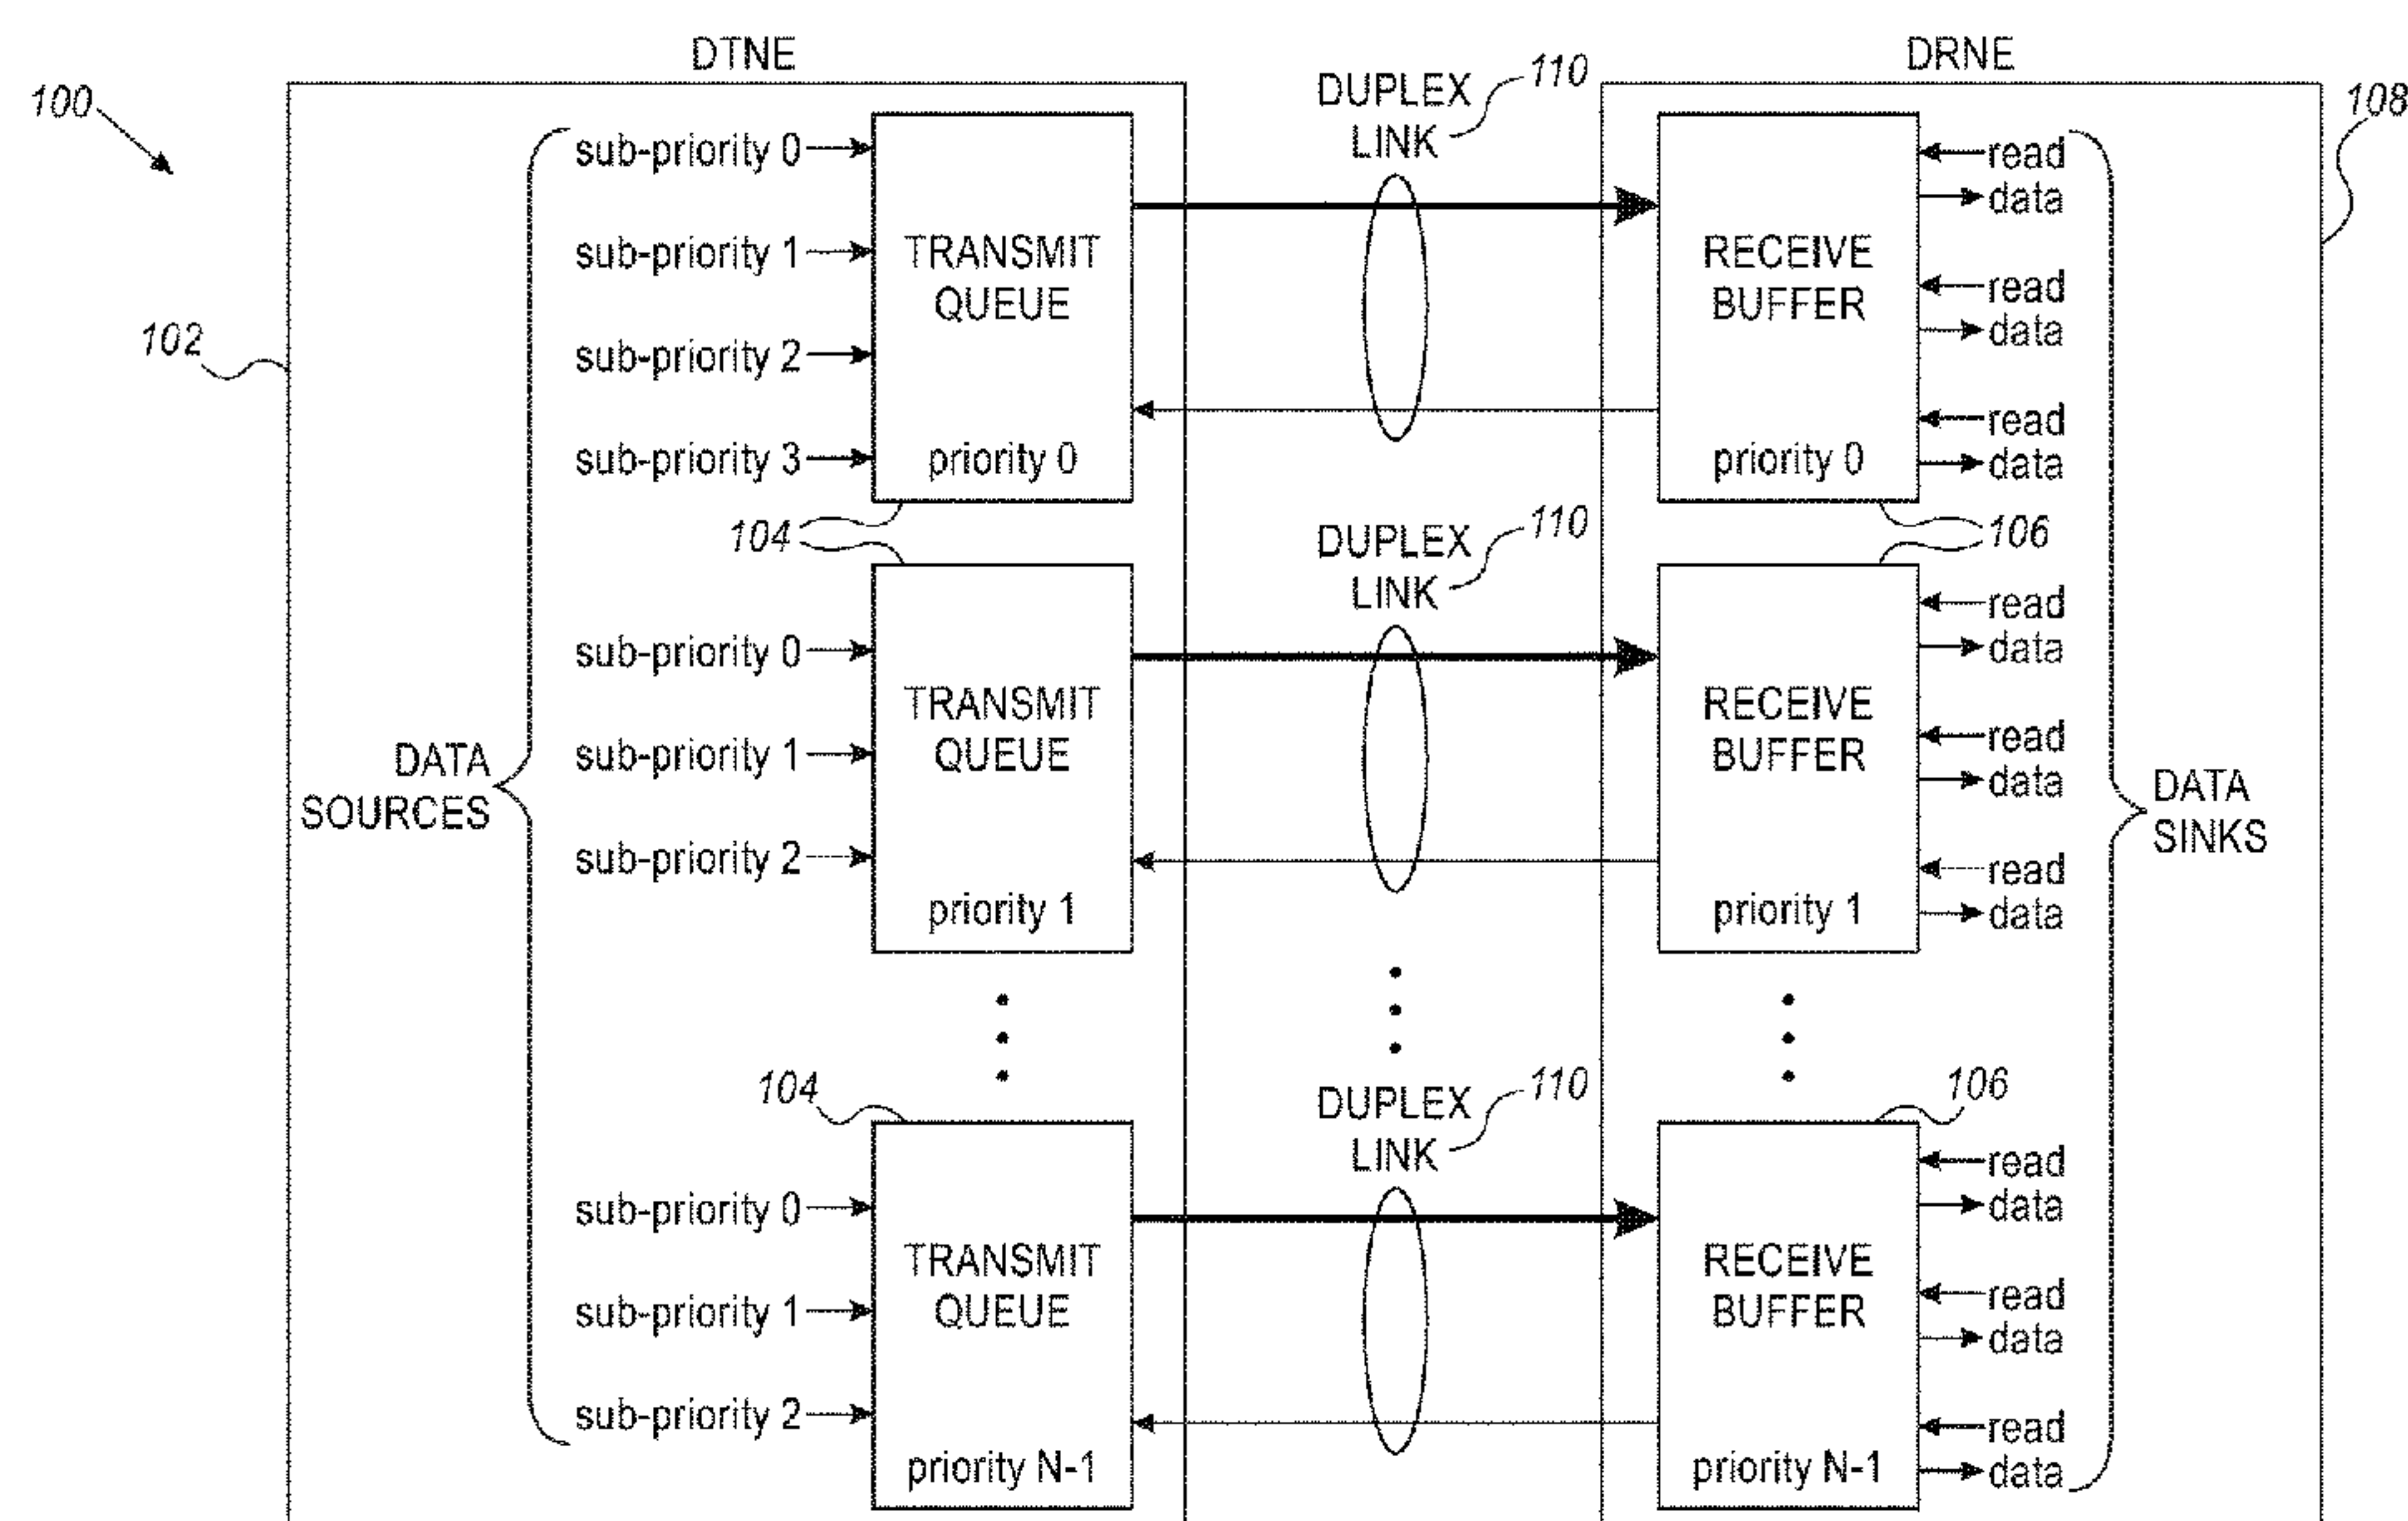 DTNE
DRNE
100
102
108
DUPLEX
LINK
110
sub-priority 0
sub-priority 1
sub-priority 2
sub-priority 3
TRANSMIT
QUEUE
priority 0
RECEIVE
BUFFER
priority 0
read
data
read
data
read
data
104
106
DUPLEX
LINK
110
sub-priority 0
sub-priority 1
sub-priority 2
TRANSMIT
QUEUE
priority 1
RECEIVE
BUFFER
priority 1
read
data
read
data
read
data
DATA
SOURCES
DATA
SINKS
104
DUPLEX
LINK
110
106
sub-priority 0
sub-priority 1
sub-priority 2
TRANSMIT
QUEUE
priority N-1
RECEIVE
BUFFER
priority N-1
read
data
read
data
read
data